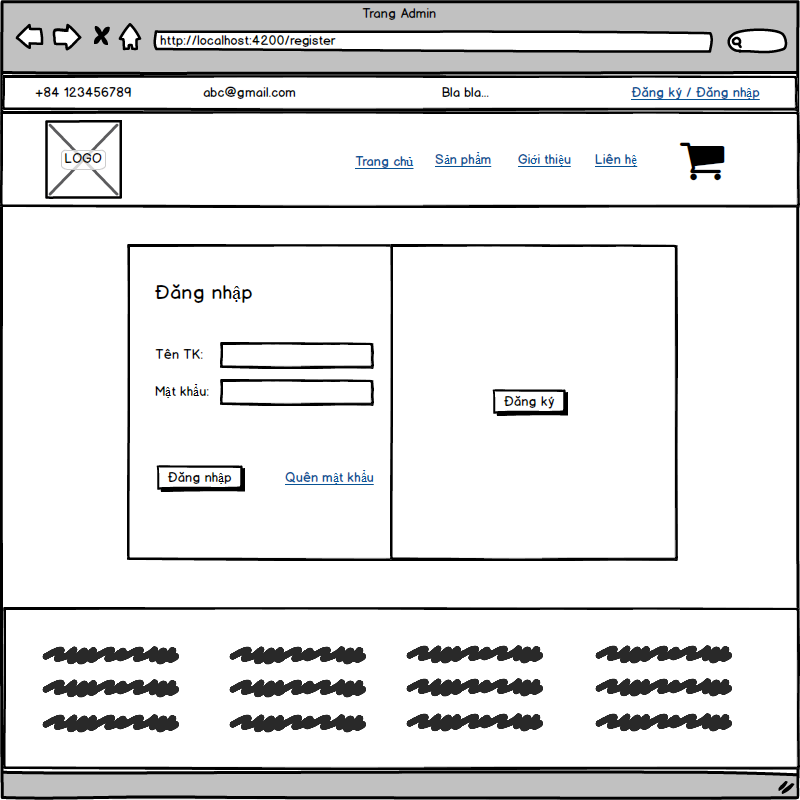 Trang Admin
http://localhost:4200/register
+84 123456789 abc@gmail.com Bla bla... Đăng ký / Đăng nhập
LOGO Trang chủ Sản phẩm Giới thiệu Liên hệ
Đăng nhập
Tên TK:
Mật khẩu:
Đăng ký
Đăng nhập Quên mật khẩu